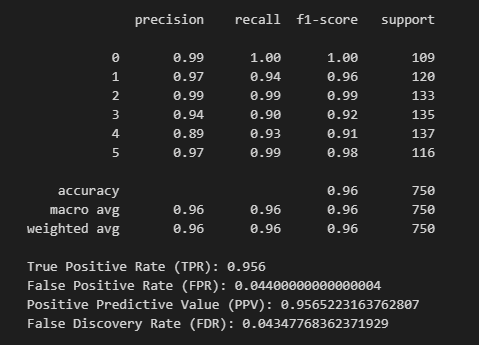 precision recall f1-score support
0 0.99 1.00 1.00 109
1 0.97 0.94 0.96 120
2 0.99 0.99 0.99 133
3 0.94 0.90 0.92 135
4 0.89 0.93 0.91 137
5 0.97 0.99 0.98 116
accuracy 0.96 750
macro avg 0.96 0.96 0.96 750
weighted avg 0.96 0.96 0.96 750
True Positive Rate (TPR): 0.956
False Positive Rate (FPR): 0.04400000000000004
Positive Predictive Value (PPV): 0.9565223163762807
False Discovery Rate (FDR): 0.04347768362371929